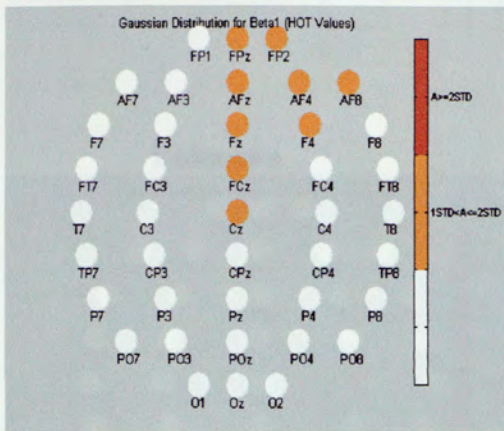 Gaussian Distribution for Beta1 (HOT Values)
FP1 FPz FP2
AF7 AF3 AFz AF4 AF8
F7 F3 Fz F4 F8
FT7 FC3 FCz FC4 FT8
T7 C3 Cz C4 T8
TP7 CP3 CPz CP4 TP8
P7 P3 Pz P4 P8
PO7 PO3 POz PO4 PO8
O1 Oz O2
A>=2STD
1STD<A<=2STD